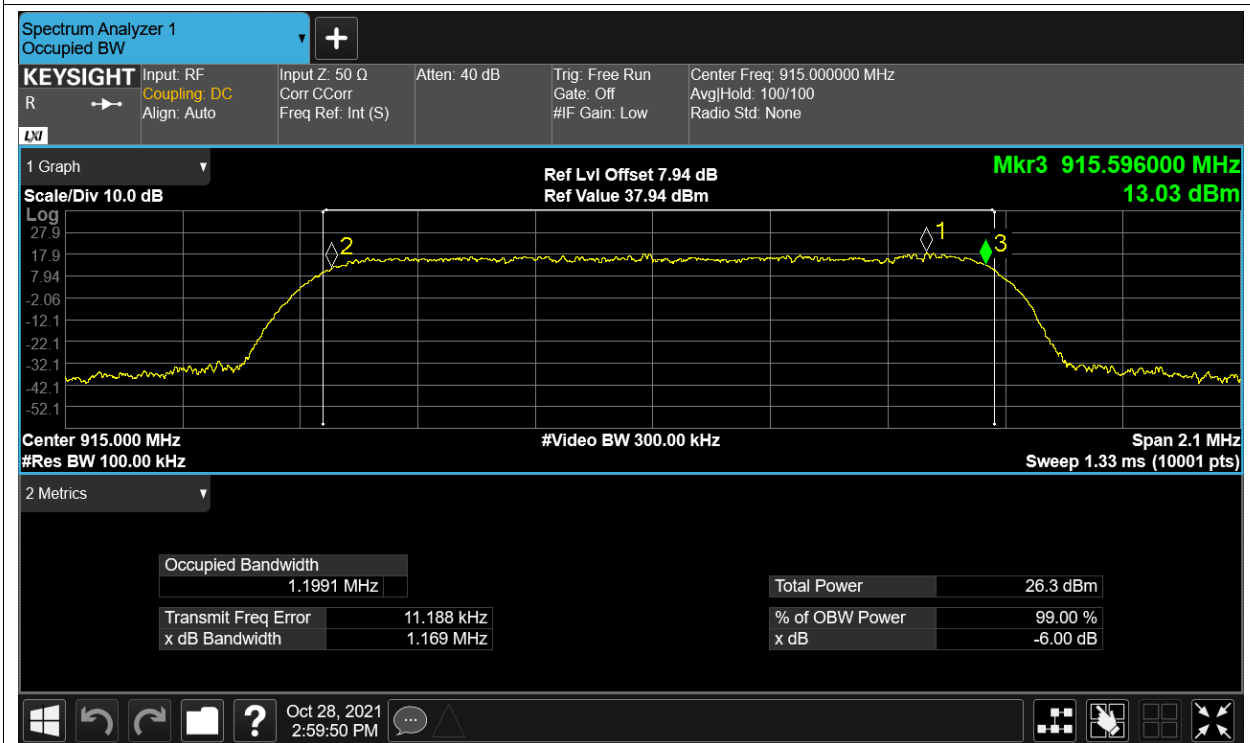 Spectrum Analyzer 1
Occupied BW
+
KEYSIGHT
R
LXI
Input: RF
Coupling: DC
Align: Auto
Input Z: 50 Ω
Corr CCorr
Freq Ref: Int (S)
Atten: 40 dB
Trig: Free Run
Gate: Off
#IF Gain: Low
Center Freq: 915.000000 MHz
Avg|Hold: 100/100
Radio Std: None
1 Graph
Scale/Div 10.0 dB
Ref Lvl Offset 7.94 dB
Ref Value 37.94 dBm
Mkr3 915.596000 MHz
13.03 dBm
Log
27.9
17.9
7.94
-2.06
-12.1
-22.1
-32.1
-42.1
-52.1
2
1
3
Center 915.000 MHz
#Video BW 300.00 kHz
Span 2.1 MHz
#Res BW 100.00 kHz
Sweep 1.33 ms (10001 pts)
2 Metrics
Occupied Bandwidth
1.1991 MHz
Total Power 26.3 dBm
Transmit Freq Error 11.188 kHz
% of OBW Power 99.00 %
x dB Bandwidth 1.169 MHz
x dB -6.00 dB
?
Oct 28, 2021
2:59:50 PM